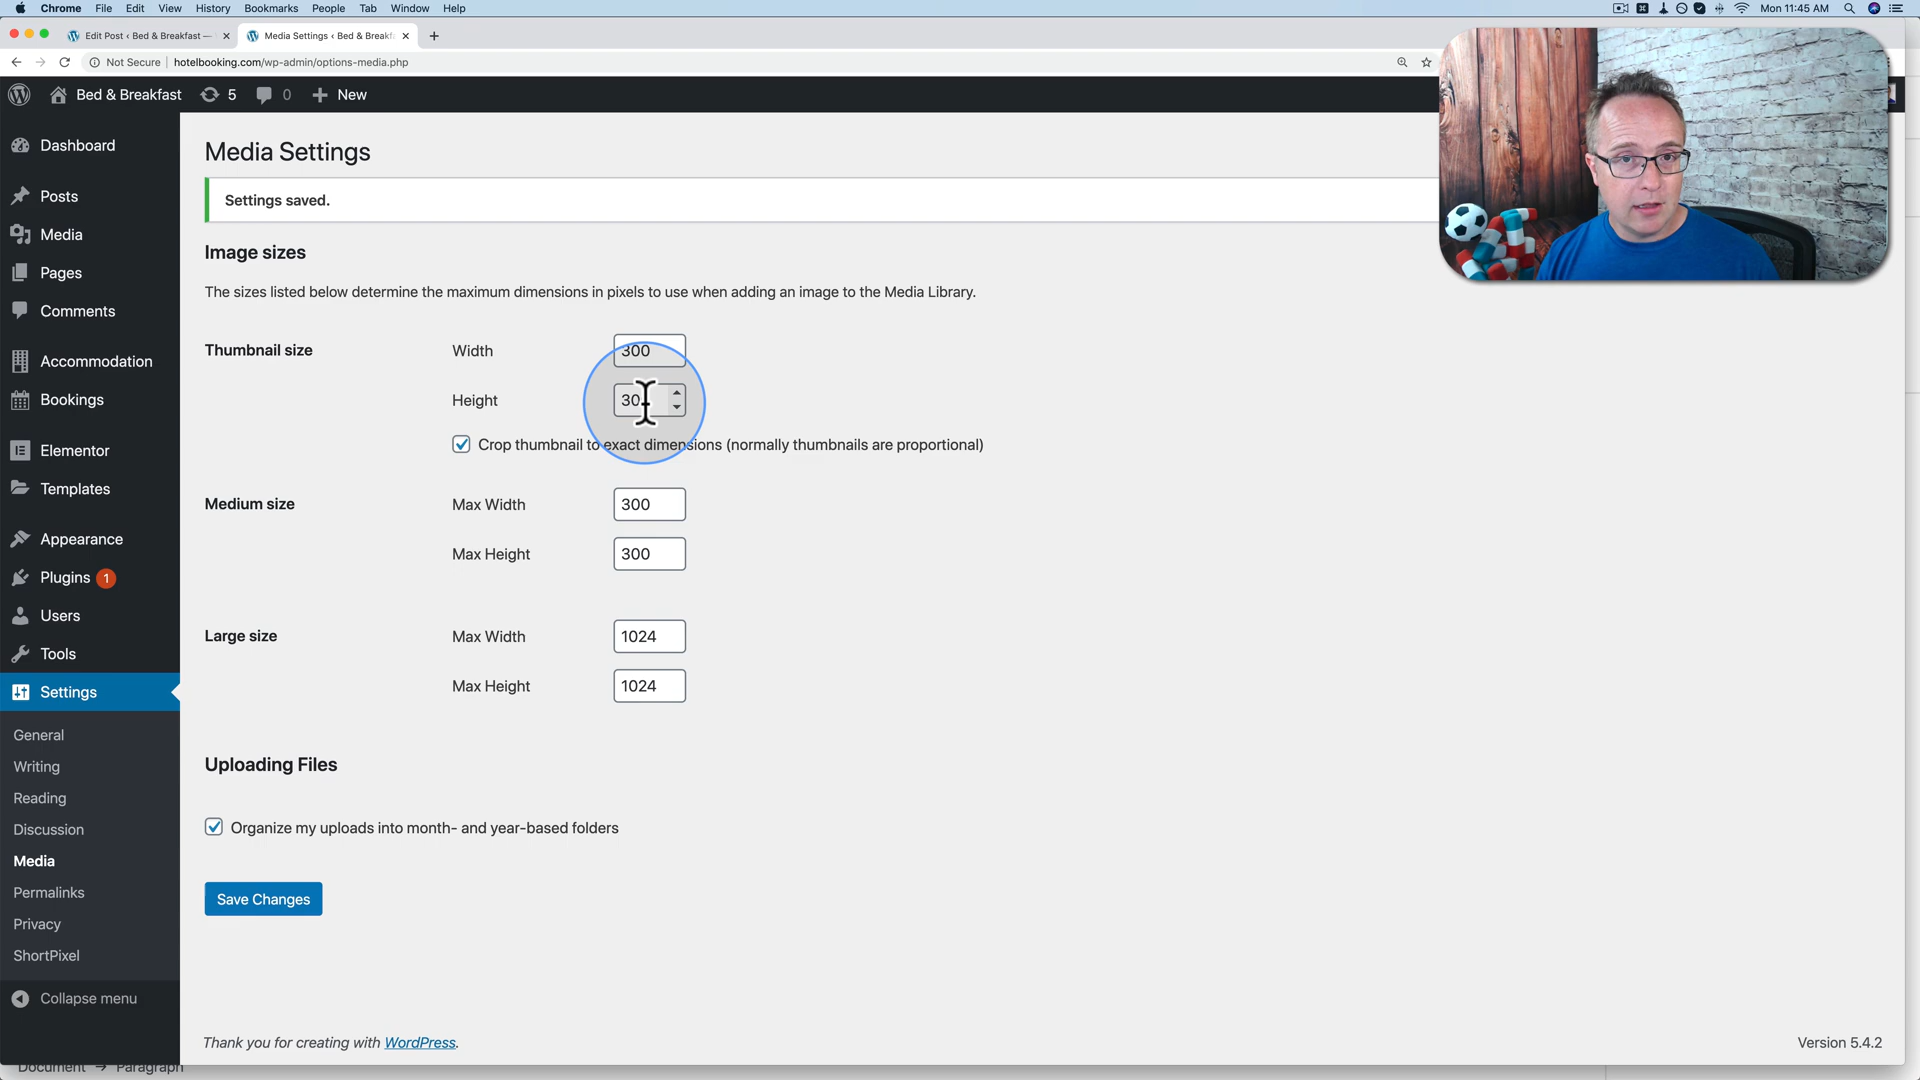 Chrome File Edit View History Bookmarks People Tab Window Help Mon 11:45 AM
Edit Post ‹ Bed & Breakfast — Media Settings ‹ Bed & Breakf
Not Secure hotelbooking.com/wp-admin/options-media.php
Bed & Breakfast 5 0 New
Dashboard
Posts
Media
Pages
Comments
Accommodation
Bookings
Elementor
Templates
Appearance
Plugins 1
Users
Tools
Settings
General
Writing
Reading
Discussion
Media
Permalinks
Privacy
ShortPixel
Collapse menu
Media Settings
Settings saved.
Image sizes
The sizes listed below determine the maximum dimensions in pixels to use when adding an image to the Media Library.
Thumbnail size Width 300
Height 30
Crop thumbnail to exact dimensions (normally thumbnails are proportional)
Medium size Max Width 300
Max Height 300
Large size Max Width 1024
Max Height 1024
Uploading Files
Organize my uploads into month- and year-based folders
Save Changes
Thank you for creating with WordPress. Version 5.4.2
Document → Paragraph